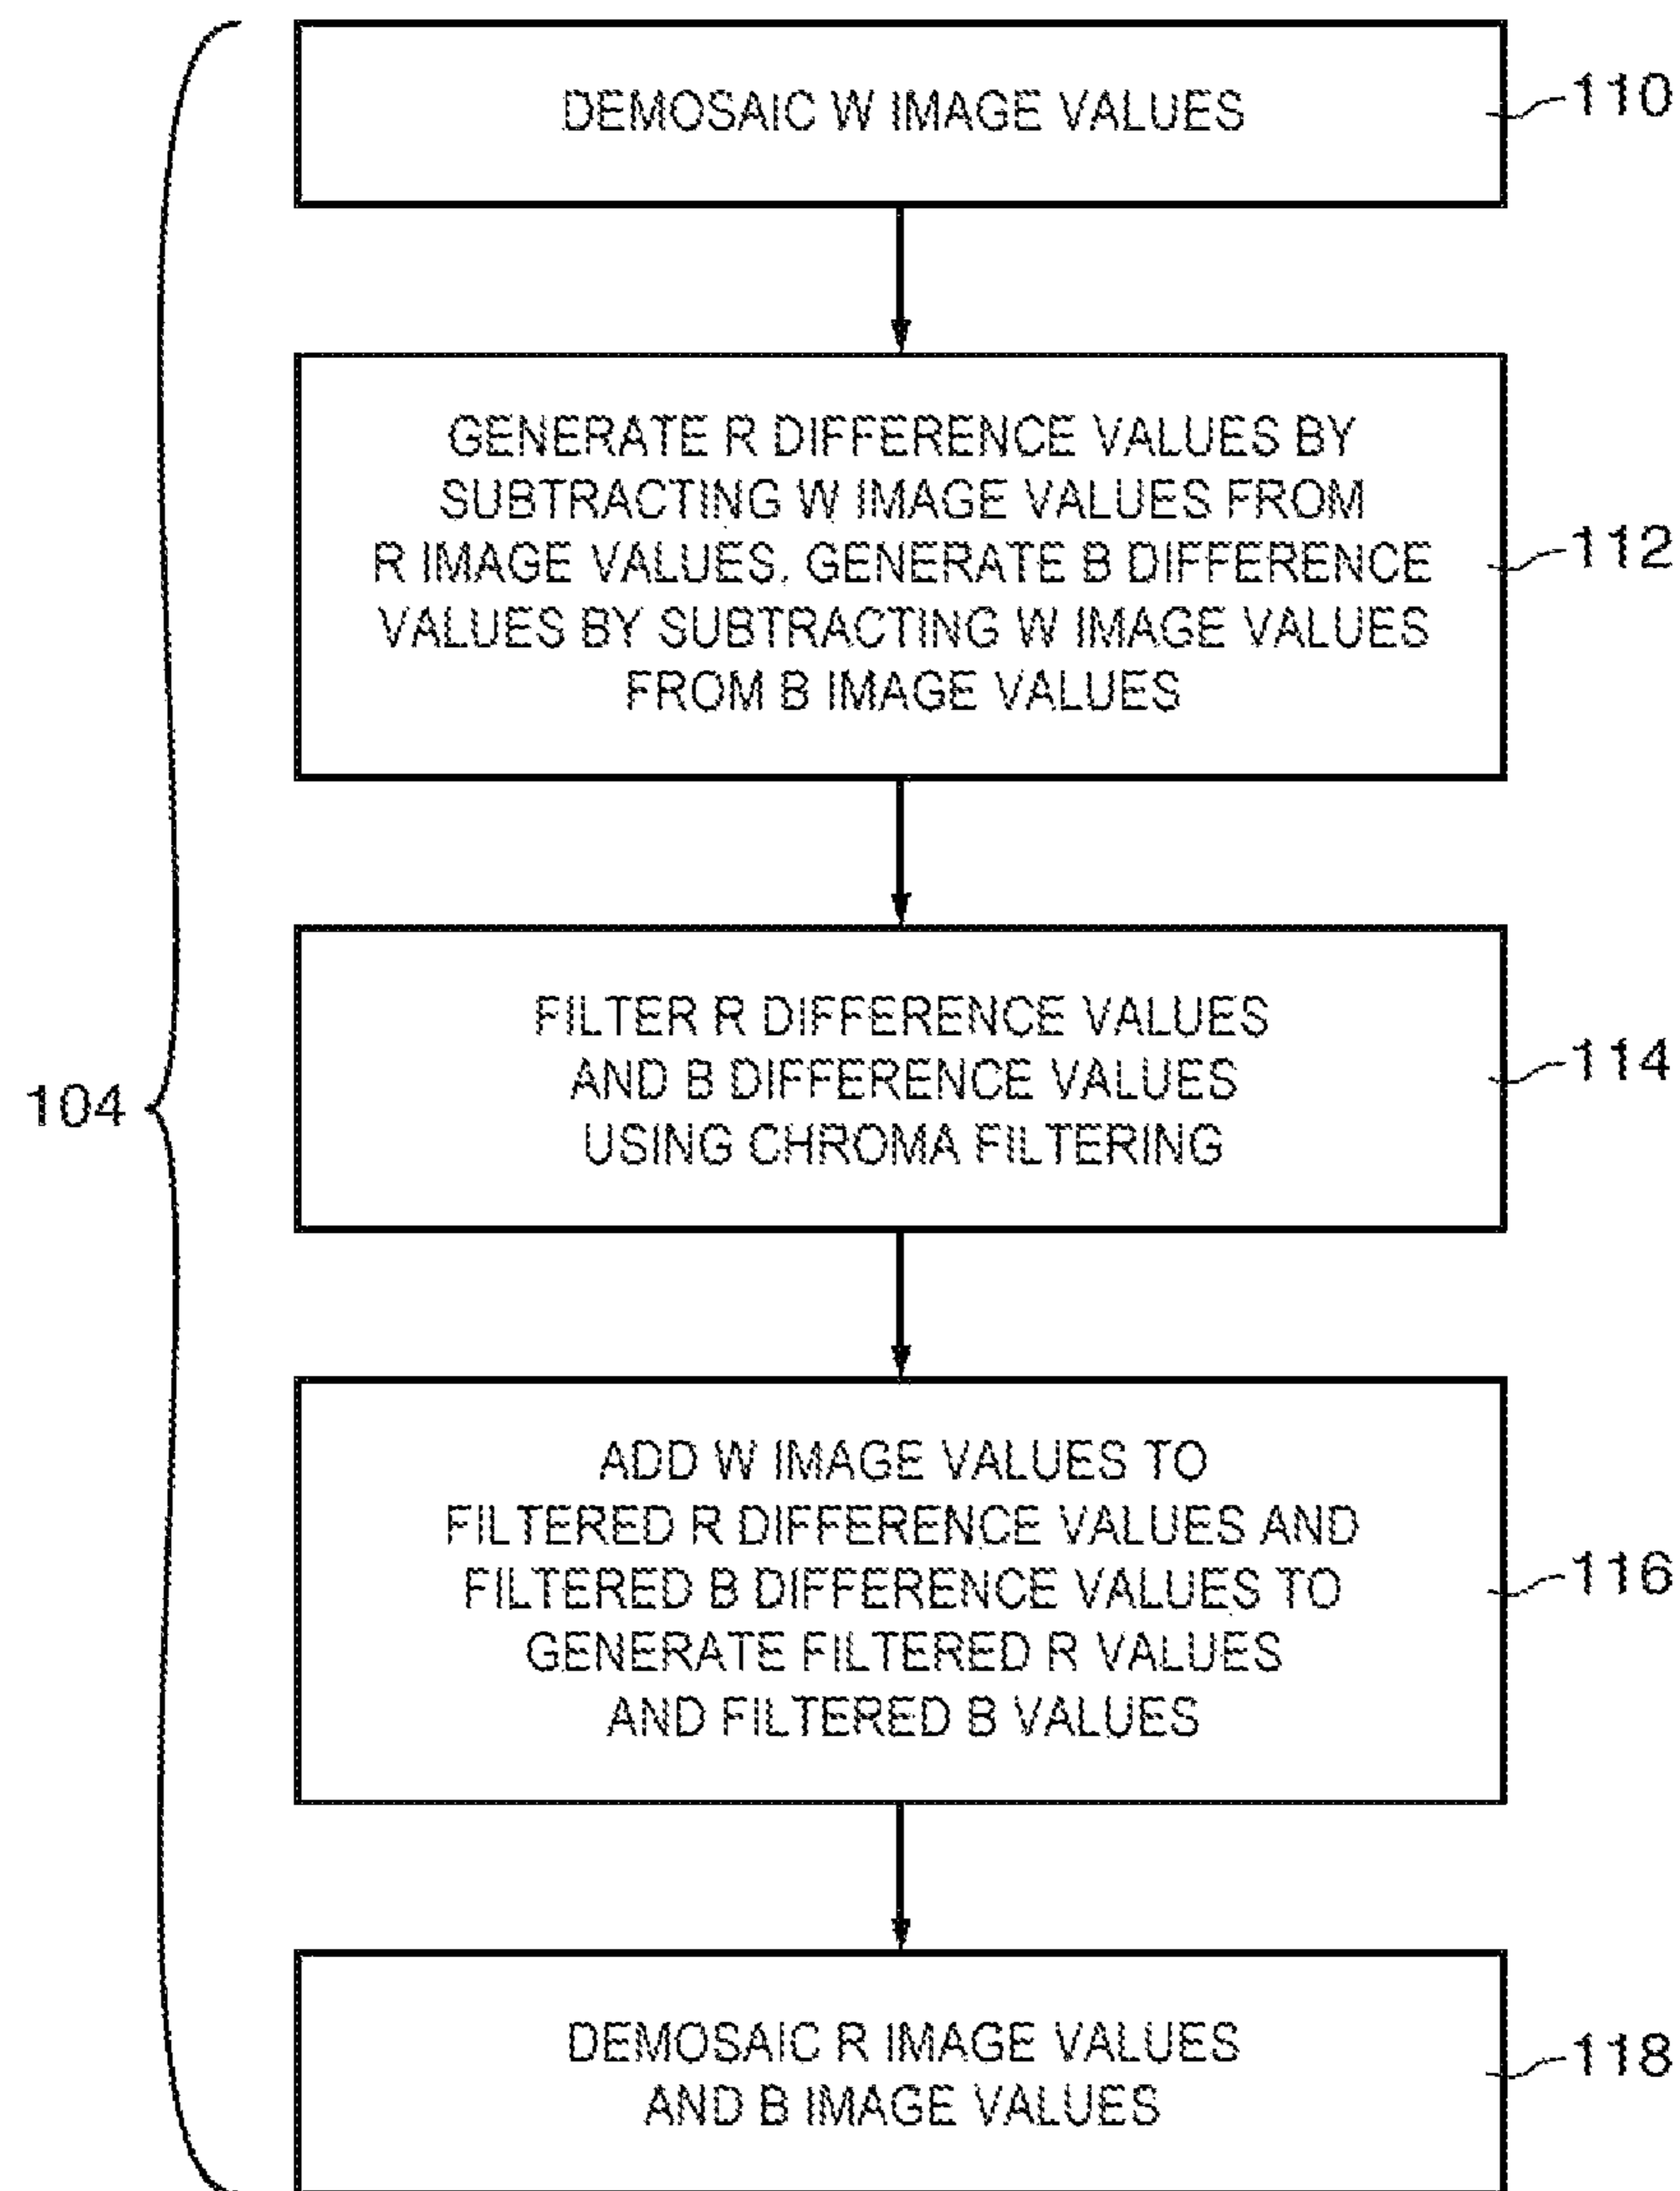 DEMOSAIC W IMAGE VALUES
110
GENERATE R DIFFERENCE VALUES BY
SUBTRACTING W IMAGE VALUES FROM
R IMAGE VALUES, GENERATE B DIFFERENCE
VALUES BY SUBTRACTING W IMAGE VALUES
FROM B IMAGE VALUES
112
FILTER R DIFFERENCE VALUES
AND B DIFFERENCE VALUES
USING CHROMA FILTERING
114
104
ADD W IMAGE VALUES TO
FILTERED R DIFFERENCE VALUES AND
FILTERED B DIFFERENCE VALUES TO
GENERATE FILTERED R VALUES
AND FILTERED B VALUES
116
DEMOSAIC R IMAGE VALUES
AND B IMAGE VALUES
118